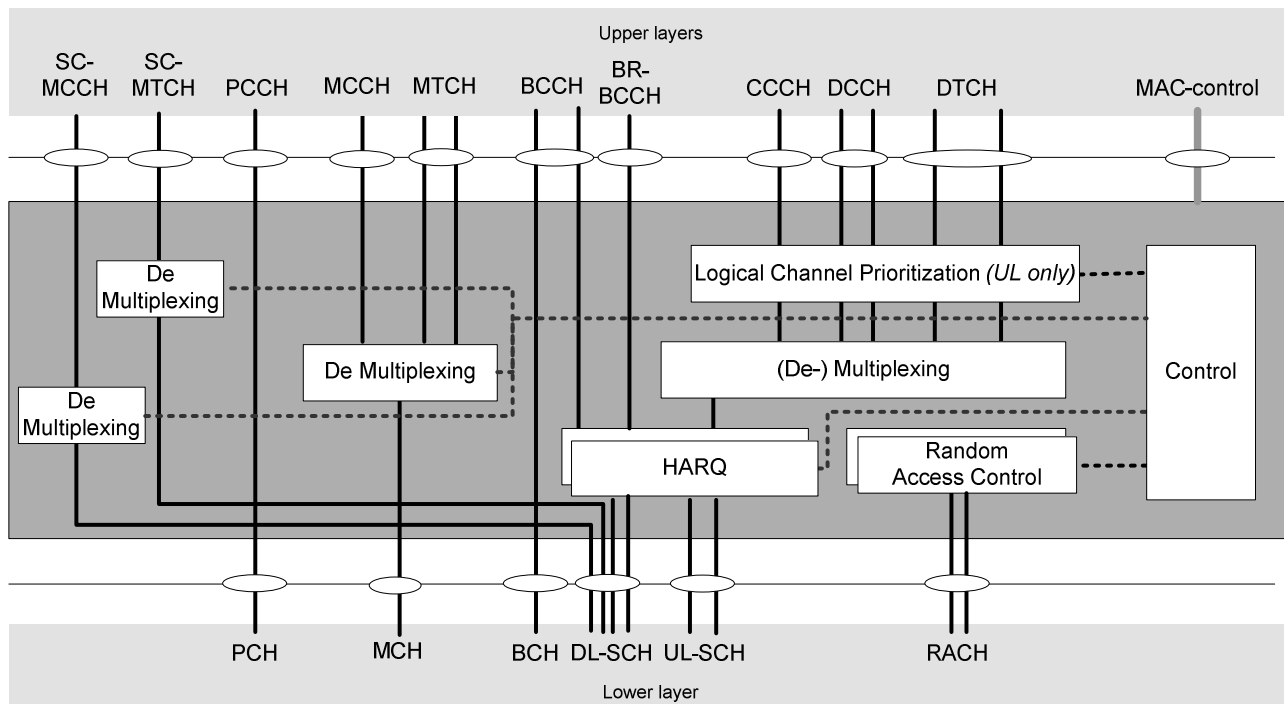 Upper layers
SC-
MCCH
SC-
MTCH
PCCH
MCCH
MTCH
BCCH
BR-
BCCH
CCCH
DCCH
DTCH
MAC-control
De
Multiplexing
Logical Channel Prioritization (UL only)
De Multiplexing
(De-) Multiplexing
Control
De
Multiplexing
HARQ
Random
Access Control
PCH
MCH
BCH
DL-SCH
UL-SCH
RACH
Lower layer